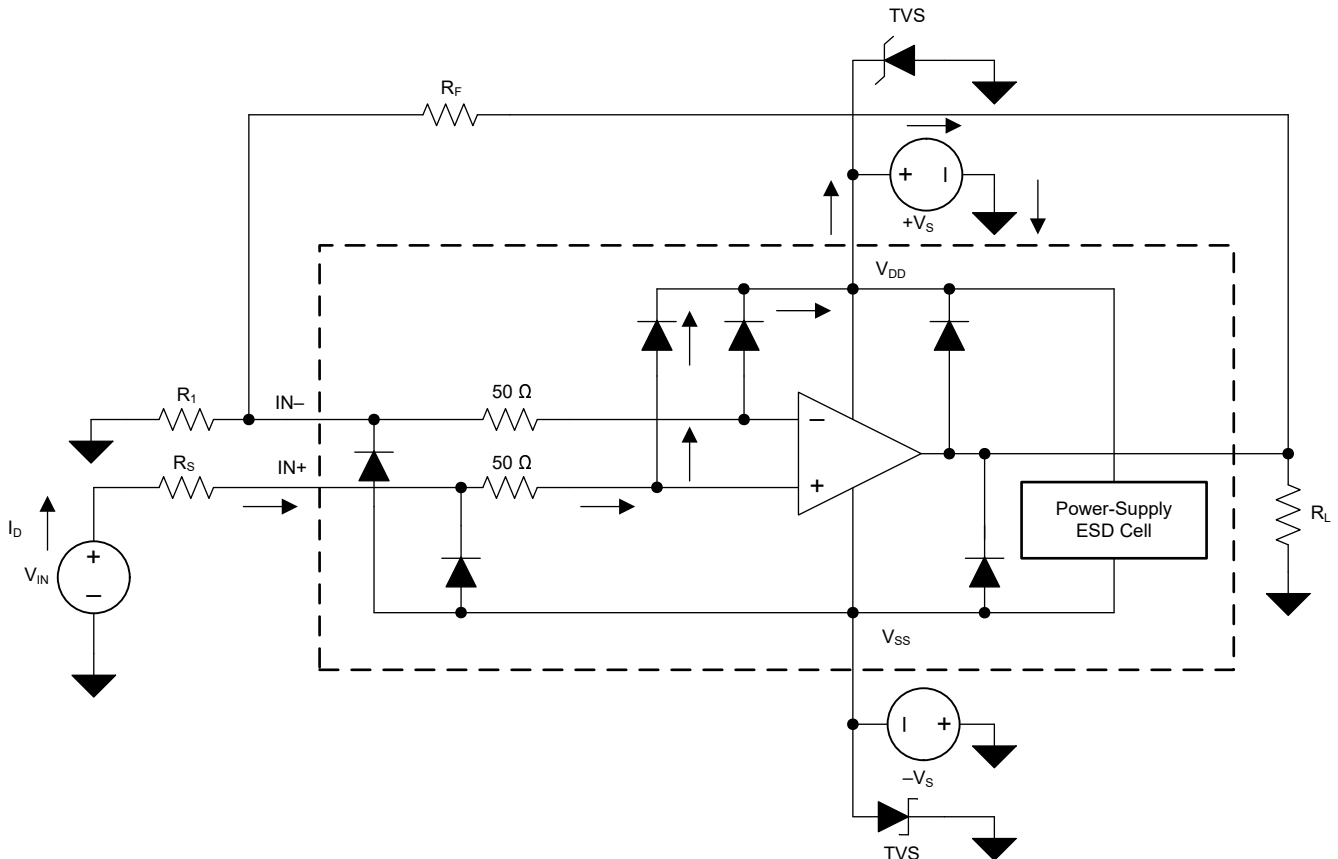 TVS
R_F
+ –
+V_S
V_DD
R_1
IN–
50 Ω
–
R_S
IN+
50 Ω
+
Power-Supply
ESD Cell
R_L
I_D
+
V_IN
–
V_SS
– +
–V_S
TVS